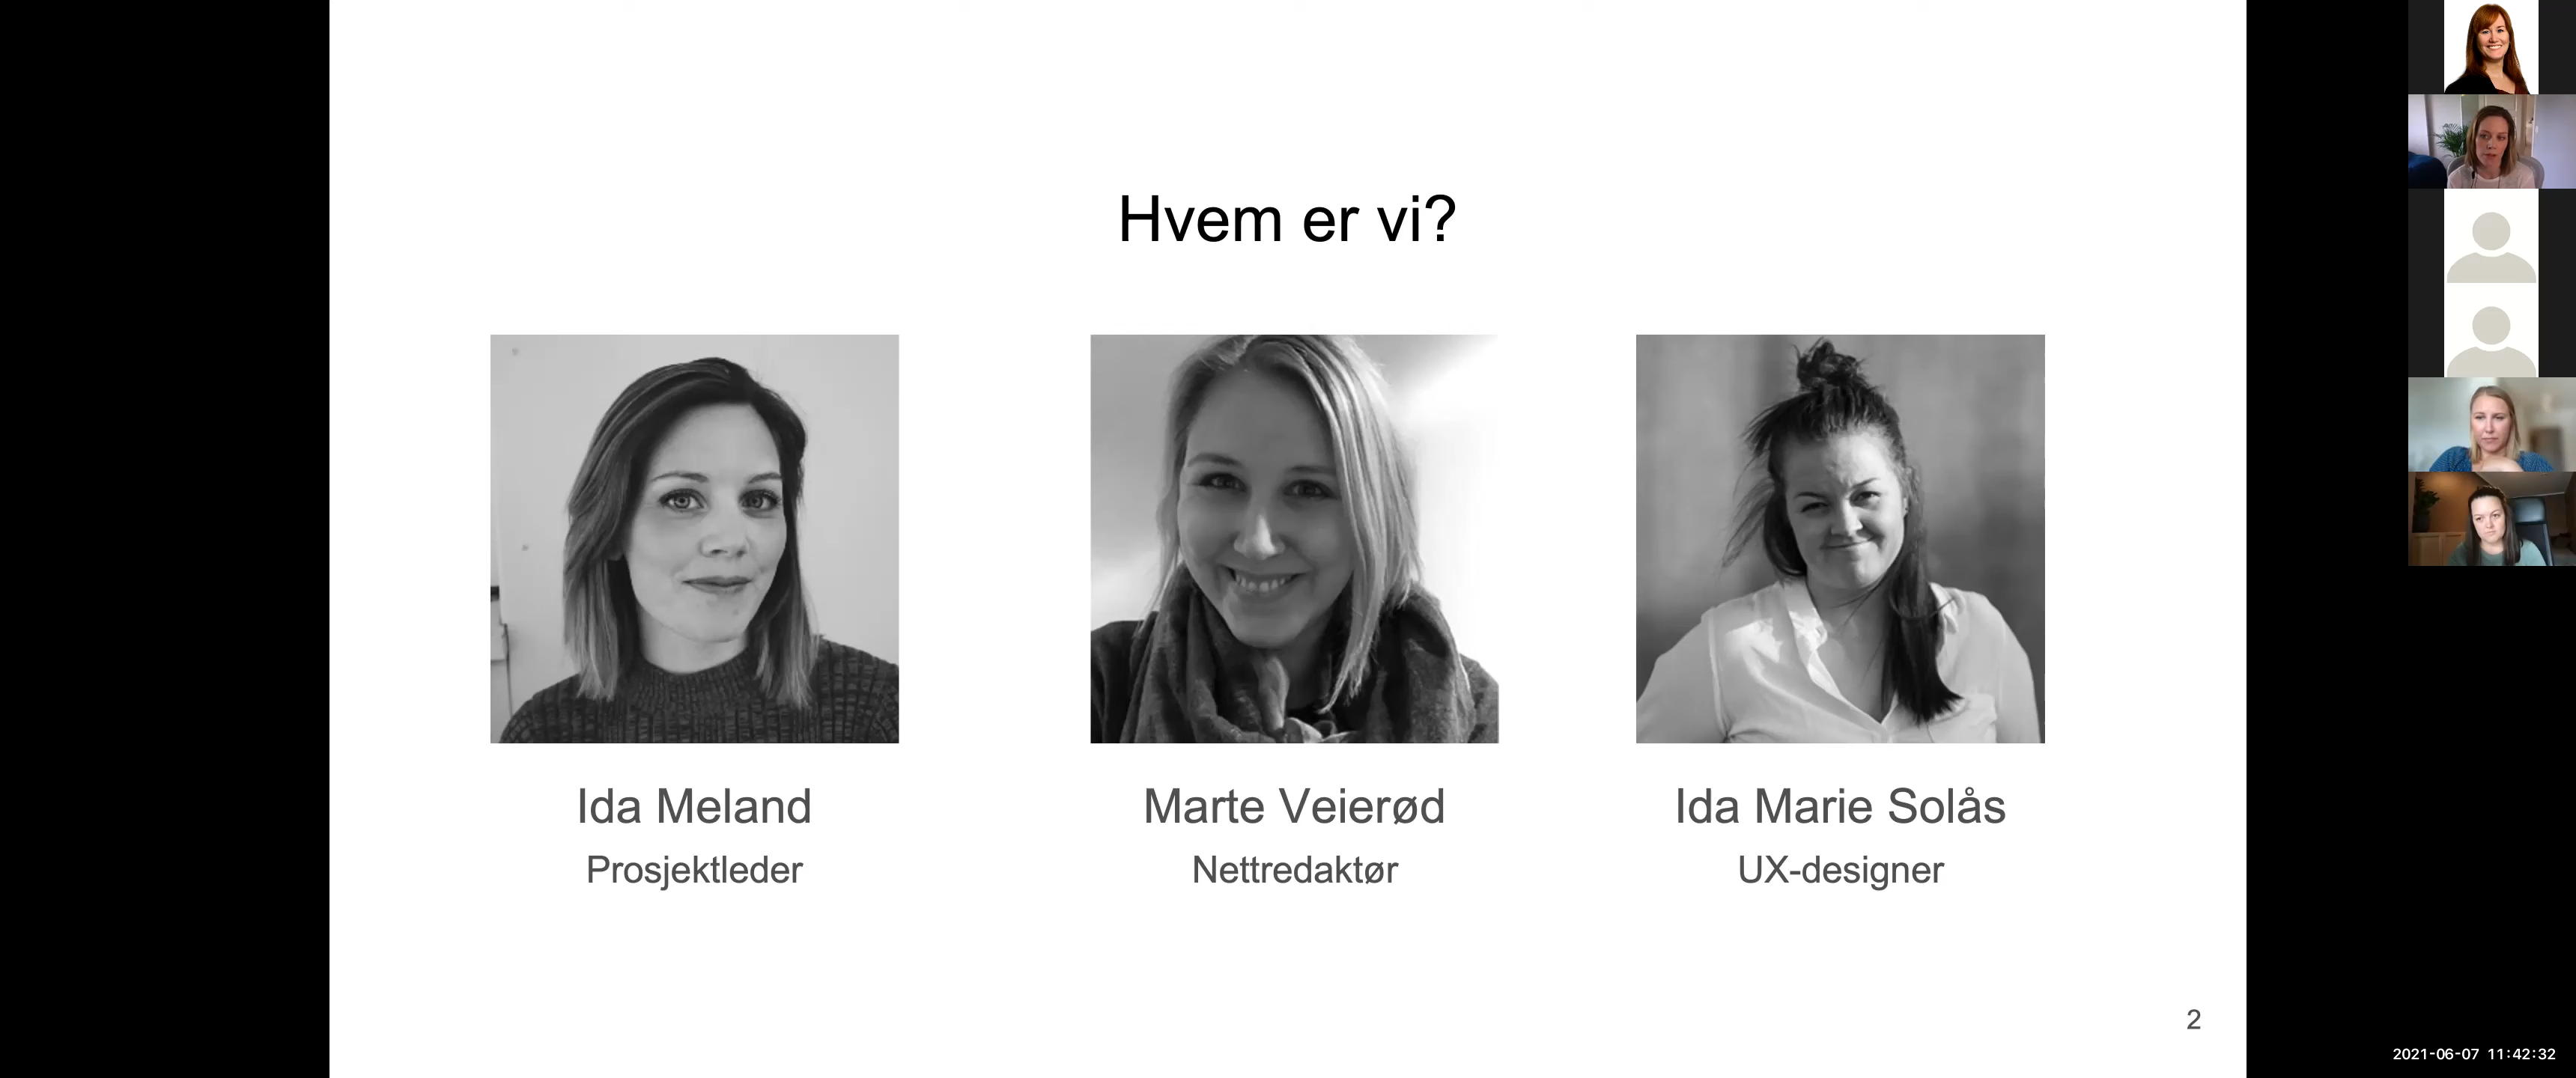 Hvem er vi?
Ida Meland
Prosjektleder
Marte Veierød
Nettredaktør
Ida Marie Solås
UX-designer
2
2021-06-07 11:42:32